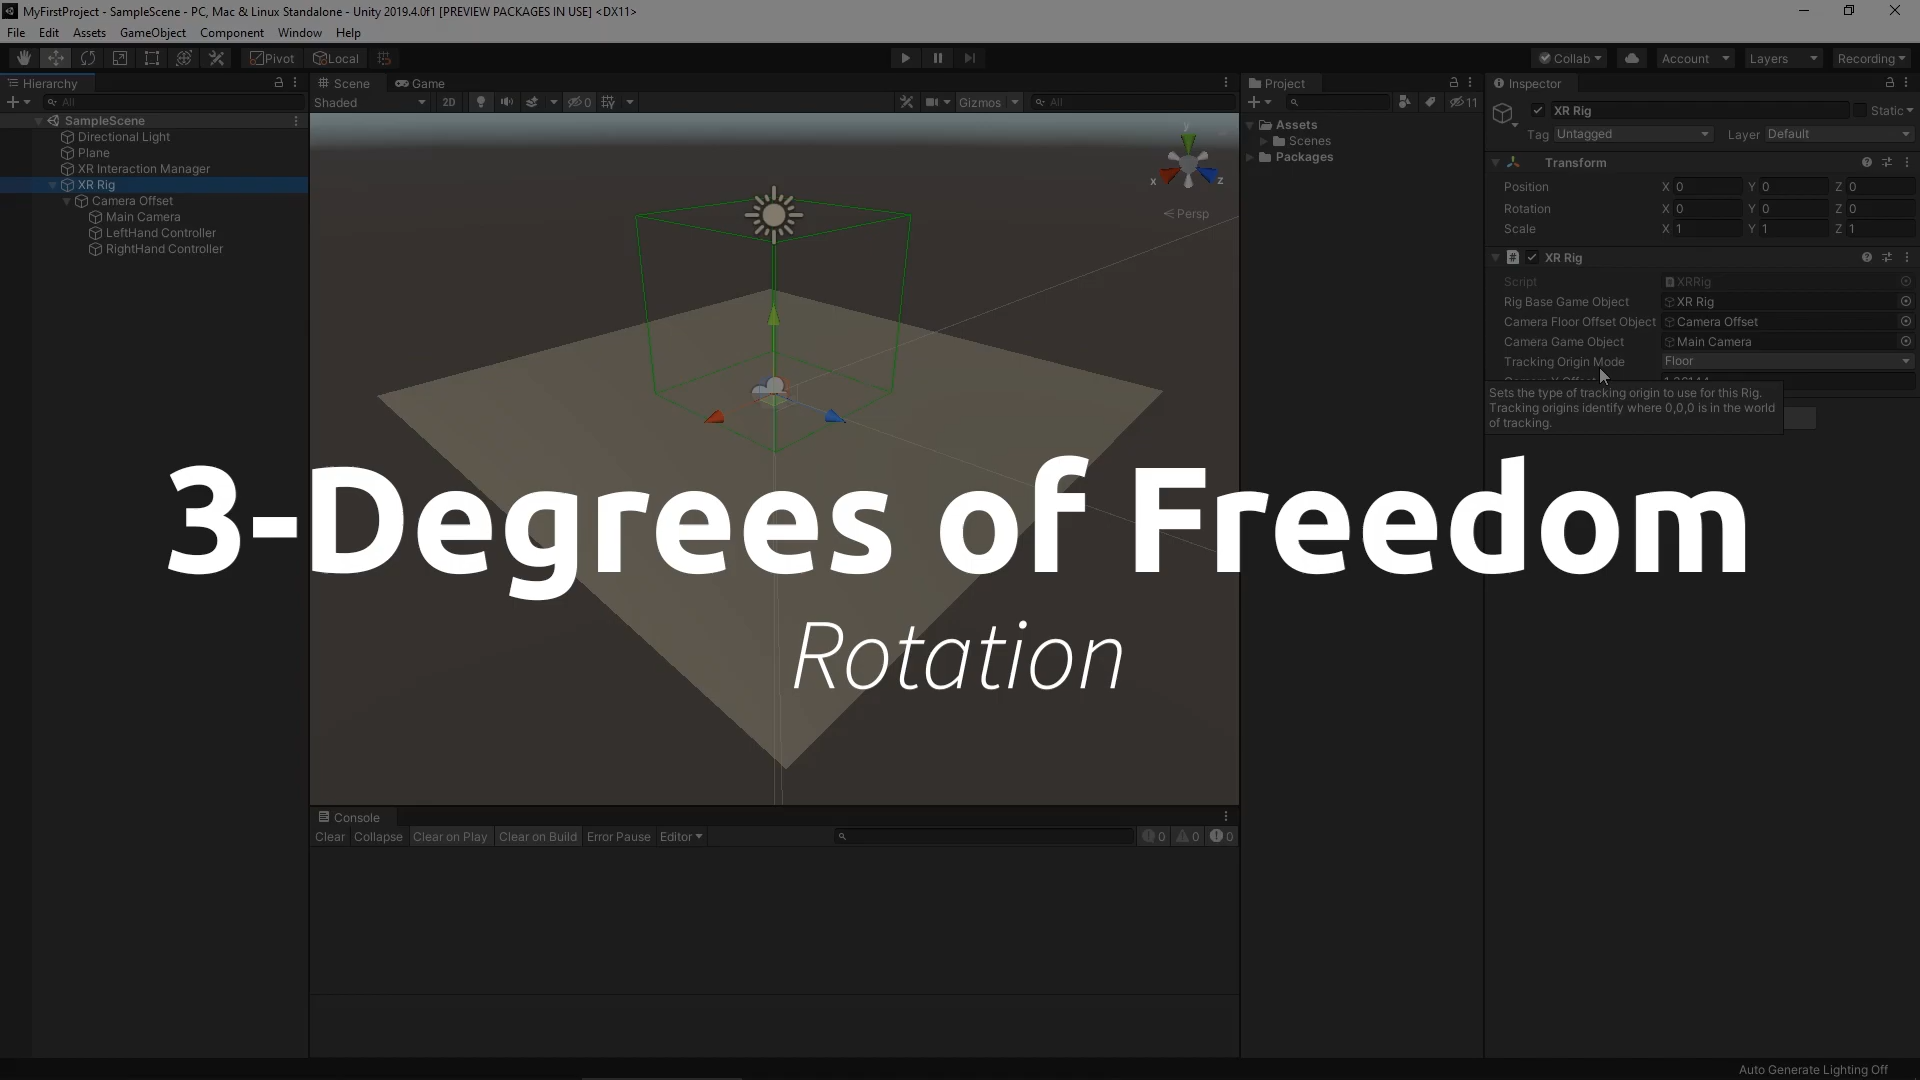 MyFirstProject - SampleScene - PC, Mac & Linux Standalone - Unity 2019.4.0f1 [PREVIEW PACKAGES IN USE] <DX11>
File Edit Assets GameObject Component Window Help
Pivot Local Collab Account Layers Recording
Hierarchy
All
SampleScene
Directional Light
Plane
XR Interaction Manager
XR Rig
Camera Offset
Main Camera
LeftHand Controller
RightHand Controller
Scene Game
Shaded 2D 0 Gizmos All
y
x z
Persp
3-Degrees of Freedom
Rotation
Console
Clear Collapse Clear on Play Clear on Build Error Pause Editor 0 0 0
Project
11
Assets
Scenes
Packages
Inspector
XR Rig Static
Tag Untagged Layer Default
Transform
Position X 0 Y 0 Z 0
Rotation X 0 Y 0 Z 0
Scale X 1 Y 1 Z 1
XR Rig
Script XRRig
Rig Base Game Object XR Rig
Camera Floor Offset Object Camera Offset
Camera Game Object Main Camera
Tracking Origin Mode Floor
Sets the type of tracking origin to use for this Rig.
Tracking origins identify where 0,0,0 is in the world
of tracking.
Auto Generate Lighting Off